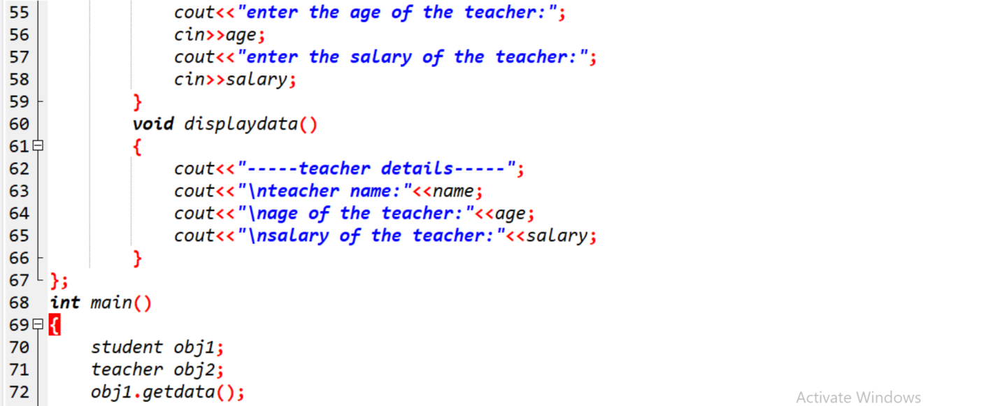 55 cout<<"enter the age of the teacher:";
56 cin>>age;
57 cout<<"enter the salary of the teacher:";
58 cin>>salary;
59 }
60 void displaydata()
61 {
62 cout<<"-----teacher details-----";
63 cout<<"\nteacher name:"<<name;
64 cout<<"\nage of the teacher:"<<age;
65 cout<<"\nsalary of the teacher:"<<salary;
66 }
67 };
68 int main()
69 {
70 student obj1;
71 teacher obj2;
72 obj1.getdata();
Activate Windows